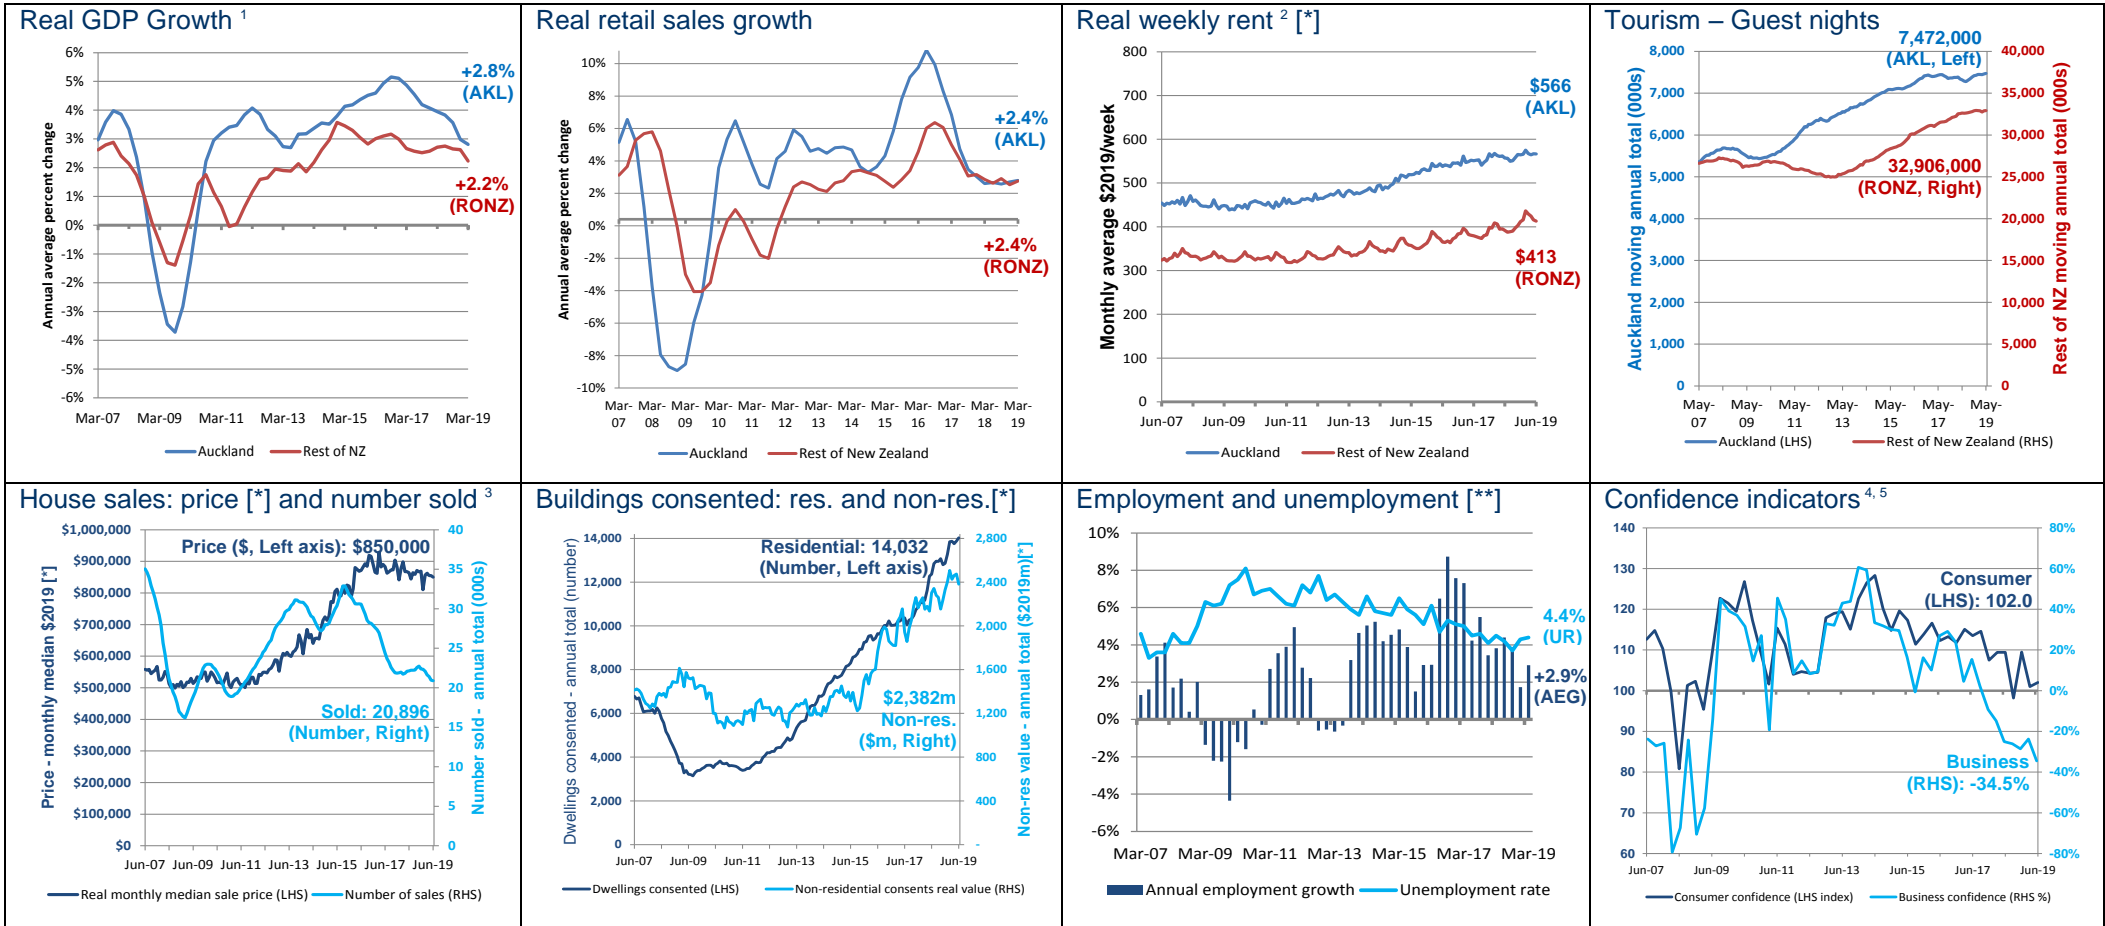 Real GDP Growth 1
6%
5%
4%
3%
2%
1%
0%
-1%
-2%
-3%
-4%
-5%
-6%
Annual average percent change
+2.8%
(AKL)
+2.2%
(RONZ)
Mar-07 Mar-09 Mar-11 Mar-13 Mar-15 Mar-17 Mar-19
Auckland Rest of NZ
Real retail sales growth
10%
8%
6%
4%
2%
0%
-2%
-4%
-6%
-8%
-10%
Annual average percent change
+2.4%
(AKL)
+2.4%
(RONZ)
Mar- Mar- Mar- Mar- Mar- Mar- Mar- Mar- Mar- Mar- Mar- Mar- Mar-
07 08 09 10 11 12 13 14 15 16 17 18 19
Auckland Rest of New Zealand
Real weekly rent 2 [*]
800
700
600
500
400
300
200
100
0
Monthly average $2019/week
$566
(AKL)
$413
(RONZ)
Jun-07 Jun-09 Jun-11 Jun-13 Jun-15 Jun-17 Jun-19
Auckland Rest of New Zealand
Tourism – Guest nights
8,000
7,000
6,000
5,000
4,000
3,000
2,000
1,000
0
Auckland moving annual total (000s)
7,472,000
(AKL, Left)
32,906,000
(RONZ, Right)
40,000
35,000
30,000
25,000
20,000
15,000
10,000
5,000
0
Rest of NZ moving annual total (000s)
May- May- May- May- May- May- May-
07 09 11 13 15 17 19
Auckland (LHS) Rest of New Zealand (RHS)
House sales: price [*] and number sold 3
$1,000,000
$900,000
$800,000
$700,000
$600,000
$500,000
$400,000
$300,000
$200,000
$100,000
$0
Price - monthly median $2019 [*]
Price ($, Left axis): $850,000
Sold: 20,896
(Number, Right)
40
35
30
25
20
15
10
5
0
Number sold - annual total (000s)
Jun-07 Jun-09 Jun-11 Jun-13 Jun-15 Jun-17 Jun-19
Real monthly median sale price (LHS) Number of sales (RHS)
Buildings consented: res. and non-res.[*]
14,000
12,000
10,000
8,000
6,000
4,000
2,000
0
Dwellings consented - annual total (number)
Residential: 14,032
(Number, Left axis)
$2,382m
Non-res.
($m, Right)
2,800
2,400
2,000
1,600
1,200
800
400
-
Non-res value - annual total ($2019m)[*]
Jun-07 Jun-09 Jun-11 Jun-13 Jun-15 Jun-17 Jun-19
Dwellings consented (LHS) Non-residential consents real value (RHS)
Employment and unemployment [**]
10%
8%
6%
4%
2%
0%
-2%
-4%
-6%
4.4%
(UR)
+2.9%
(AEG)
Mar-07 Mar-09 Mar-11 Mar-13 Mar-15 Mar-17 Mar-19
Annual employment growth Unemployment rate
Confidence indicators 4, 5
140
130
120
110
100
90
80
70
60
Consumer
(LHS): 102.0
Business
(RHS): -34.5%
80%
60%
40%
20%
0%
-20%
-40%
-60%
-80%
Jun-07 Jun-09 Jun-11 Jun-13 Jun-15 Jun-17 Jun-19
Consumer confidence (LHS index) Business confidence (RHS %)